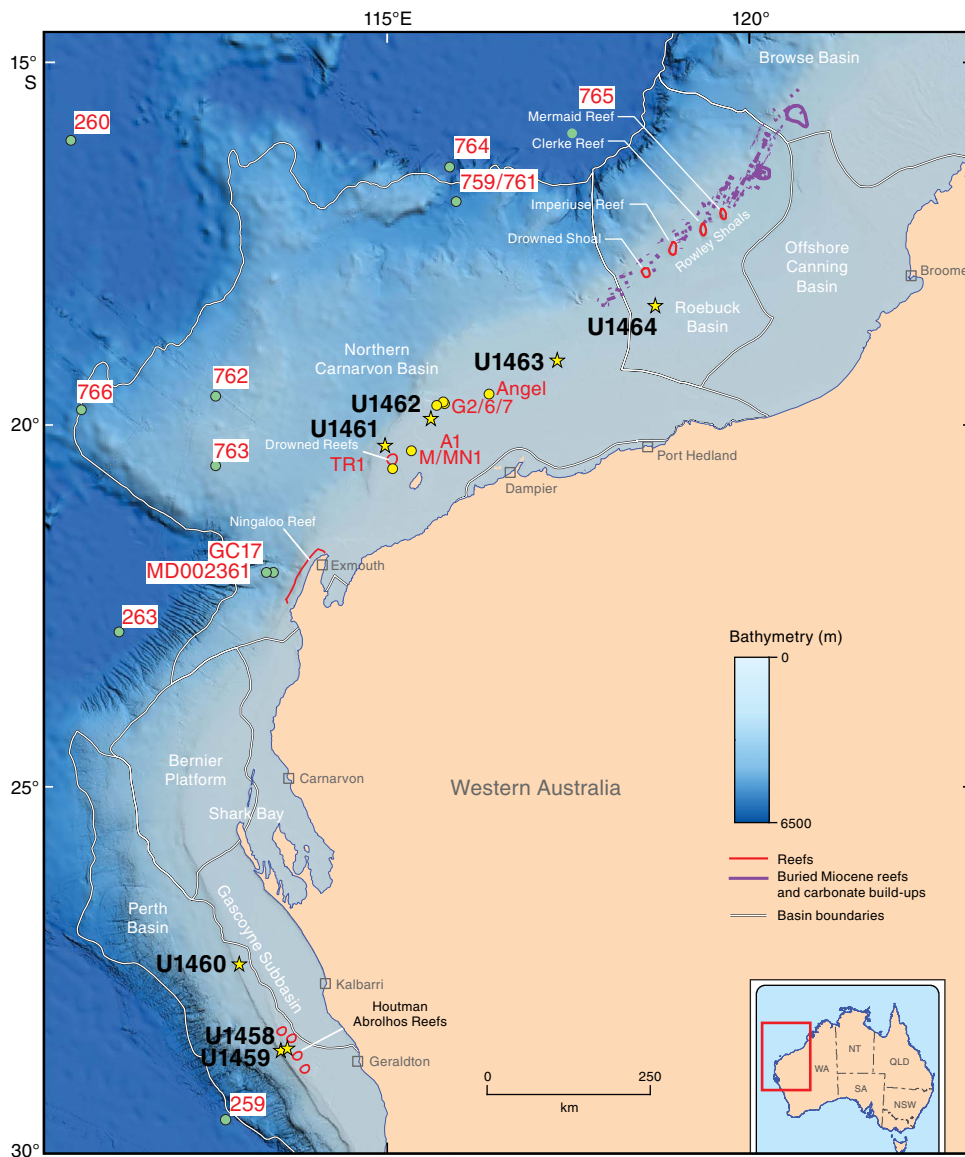 115°E
120°
15°
S
Browse Basin
765
Mermaid Reef
260
764
Clerke Reef
759/761
Imperiuse Reef
Drowned Shoal
Rowley Shoals
Offshore
Canning
Basin
Broome
U1464
Roebuck
Basin
Northern
Carnarvon Basin
U1463
762
766
Angel
U1462
G2/6/7
20°
U1461
Drowned Reefs
A1
M/MN1
TR1
763
Port Hedland
Dampier
Ningaloo Reef
GC17
MD002361
Exmouth
263
Bathymetry (m)
0
6500
Bernier
Platform
Carnarvon
25°
Western Australia
Shark Bay
Reefs
Buried Miocene reefs
and carbonate build-ups
Basin boundaries
Perth
Basin
Gascoyne Subbasin
U1460
Kalbarri
Houtman
Abrolhos Reefs
U1458
U1459
Geraldton
0
250
km
259
30°
NT
WA
QLD
SA
NSW